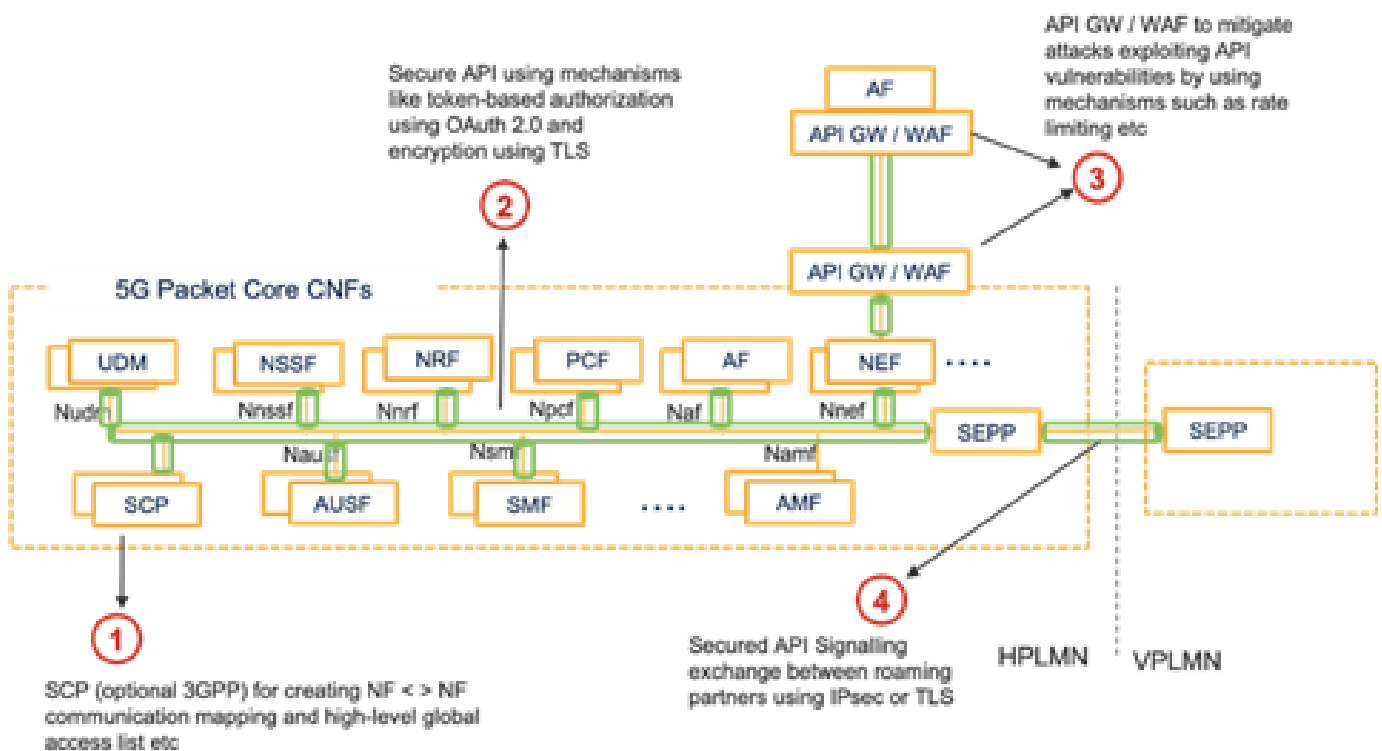 API GW / WAF to mitigate
attacks exploiting API
vulnerabilities by using
mechanisms such as rate
limiting etc
Secure API using mechanisms
like token-based authorization
using OAuth 2.0 and
encryption using TLS
AF
API GW / WAF
3
2
API GW / WAF
5G Packet Core CNFs
UDM
NSSF
NRF
PCF
AF
NEF
....
Nudm
Nnssf
Nnrf
Npcf
Naf
Nnef
SEPP
SEPP
Nsm
Namf
SCP
AUSF
SMF
....
AMF
1
4
Secured API Signalling
exchange between roaming
partners using IPsec or TLS
HPLMN
VPLMN
SCP (optional 3GPP) for creating NF < > NF
communication mapping and high-level global
access list etc